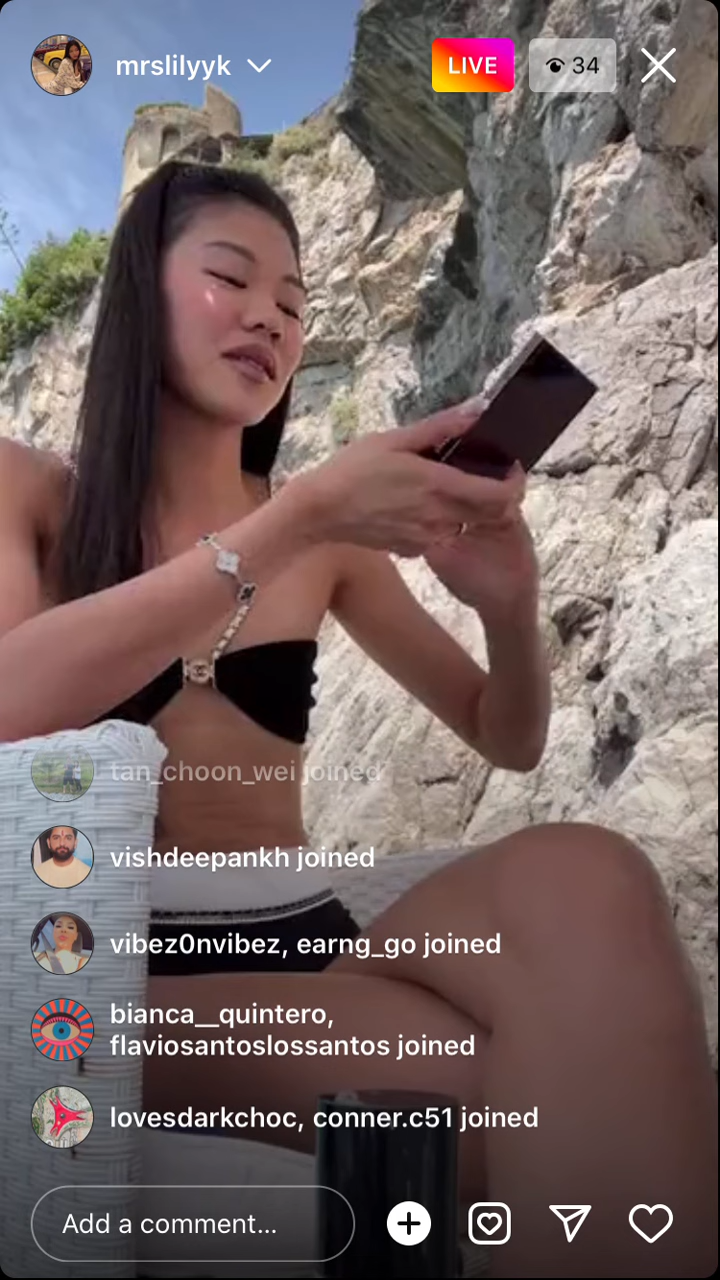 mrslilyyk
LIVE
34
tan_choon_wei joined
vishdeepankh joined
vibez0nvibez, earng_go joined
bianca__quintero,
flaviosantoslossantos joined
lovesdarkchoc, conner.c51 joined
Add a comment...